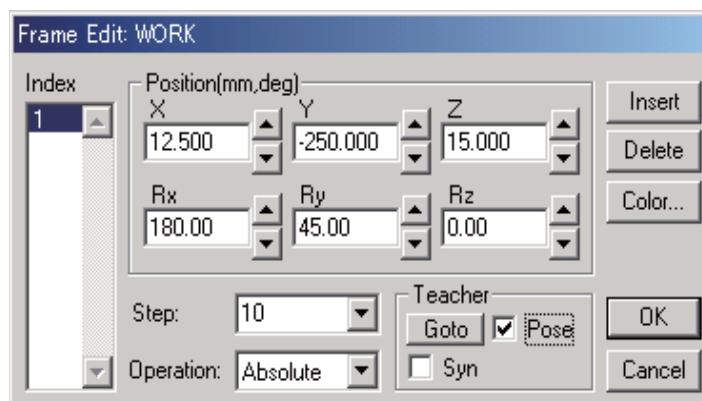 Frame Edit: WORK
Index
1
Position(mm,deg)
X Y Z
12.500 -250.000 15.000
Rx Ry Rz
180.00 45.00 0.00
Insert
Delete
Color...
Step: 10
Operation: Absolute
Teacher
Goto Pose
Syn
OK
Cancel